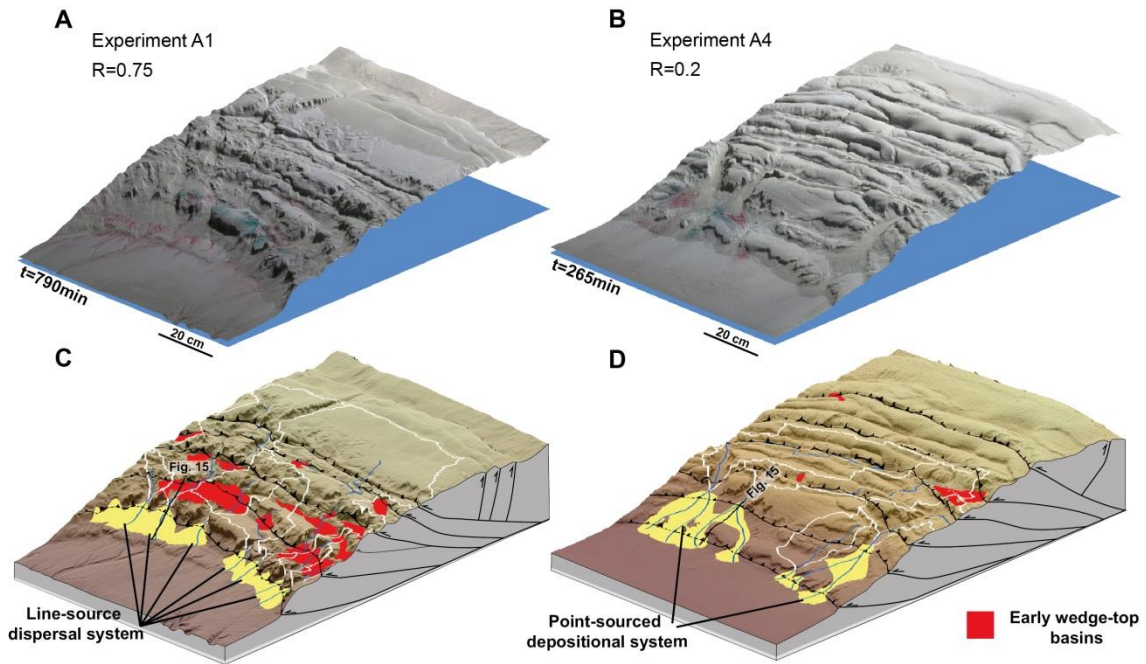 A
Experiment A1
R=0.75
t=790min
20 cm
B
Experiment A4
R=0.2
t=265min
20 cm
C
Fig. 15
Line-source
dispersal system
D
Fig. 15
Point-sourced
depositional system
Early wedge-top
basins